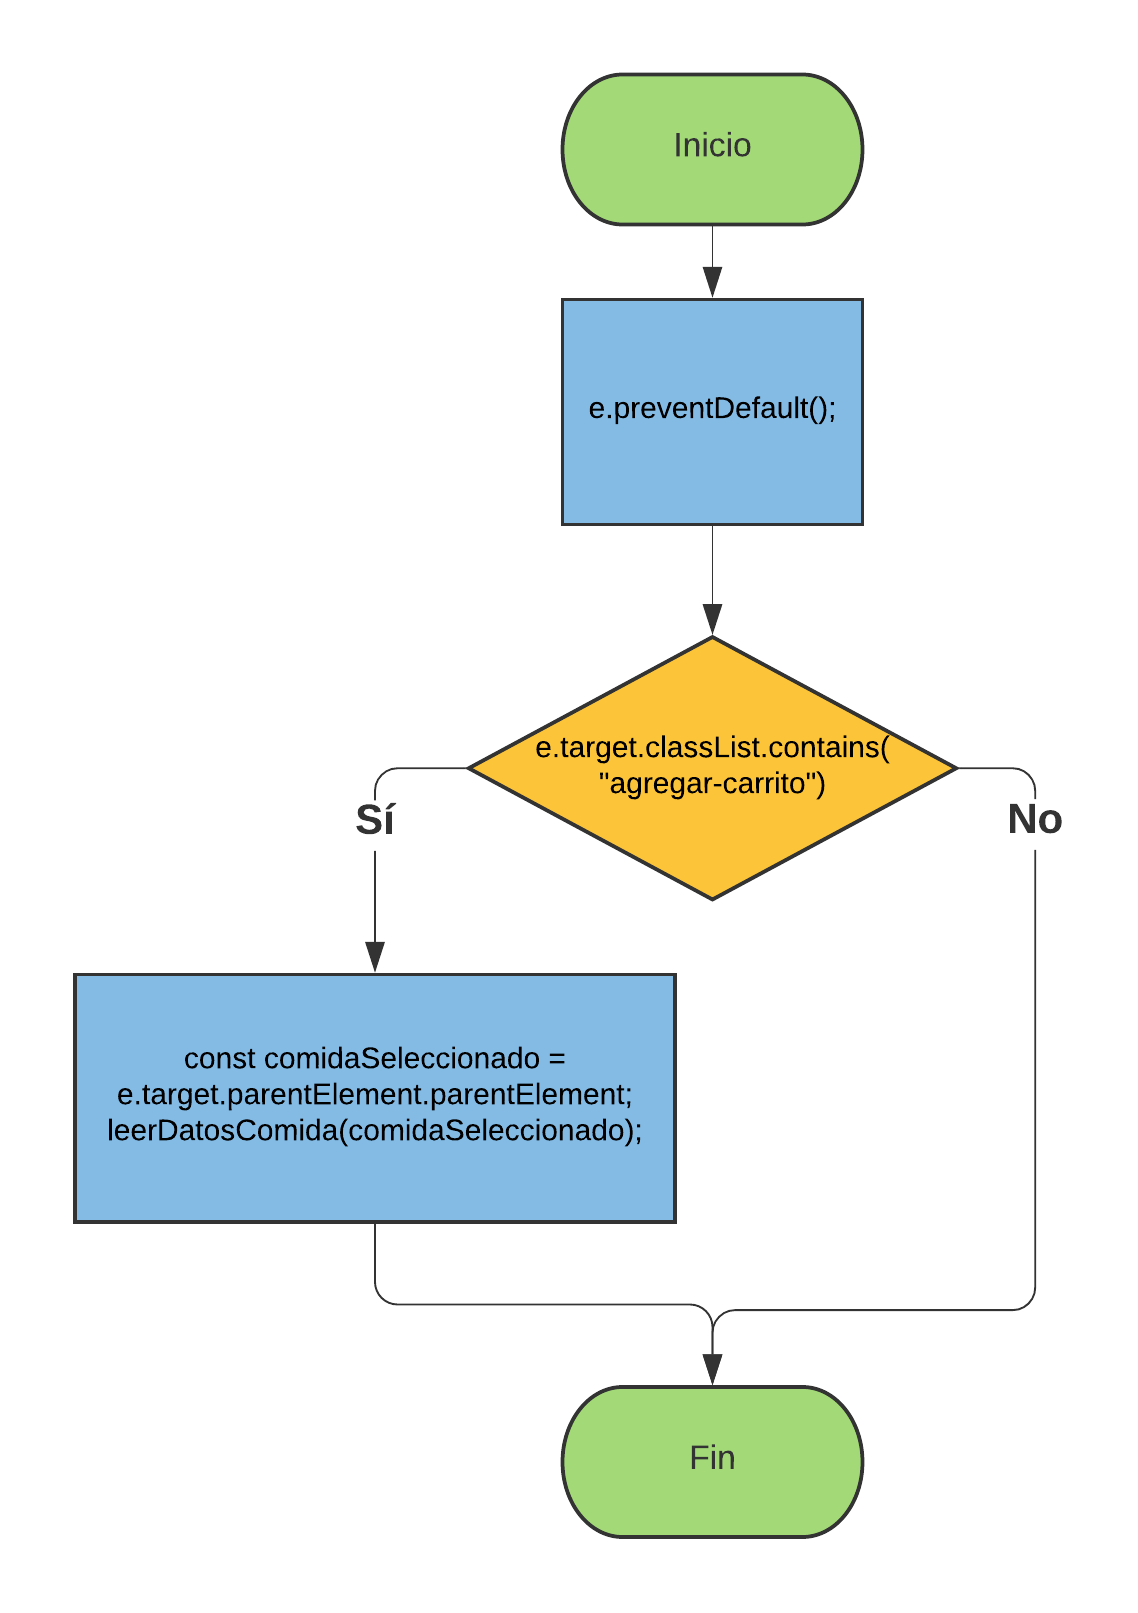 Inicio
e.preventDefault();
e.target.classList.contains(
"agregar-carrito")
Sí
No
const comidaSeleccionado =
e.target.parentElement.parentElement;
leerDatosComida(comidaSeleccionado);
Fin